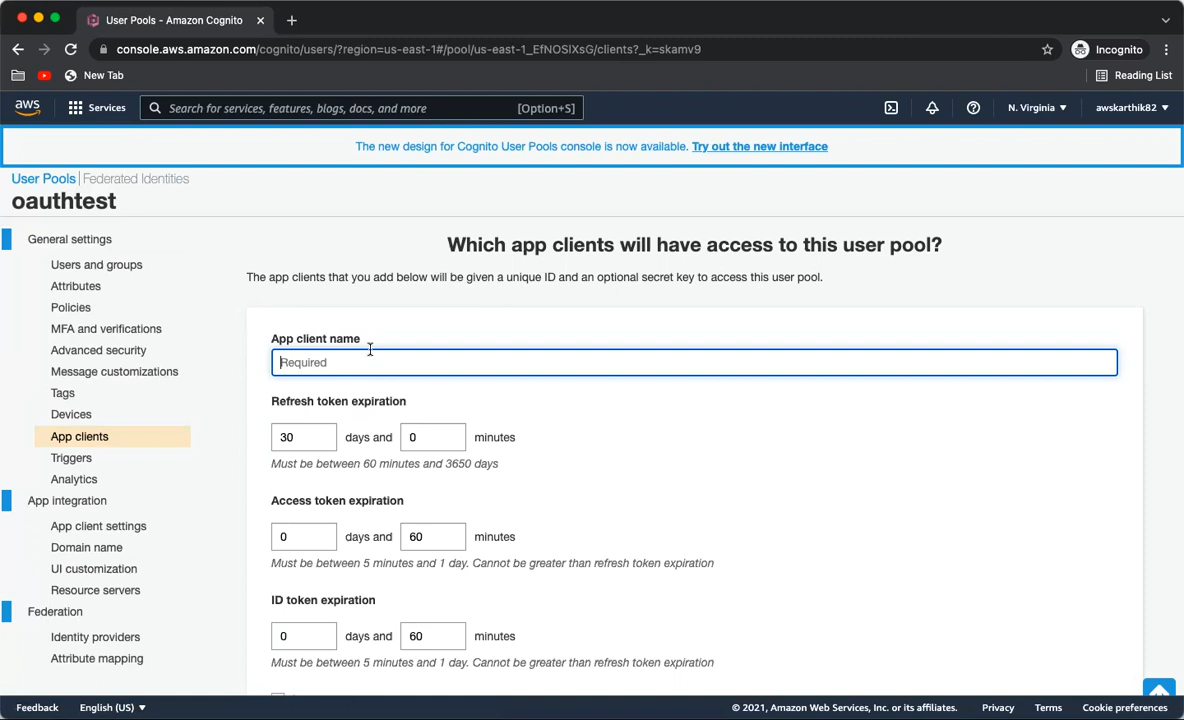 User Pools - Amazon Cognito
console.aws.amazon.com/cognito/users/?region=us-east-1#/pool/us-east-1_EfNOSlXsG/clients?_k=skamv9
Incognito
New Tab
Reading List
aws
Services
Search for services, features, blogs, docs, and more
[Option+S]
N. Virginia
awskarthik82
The new design for Cognito User Pools console is now available. Try out the new interface
User Pools | Federated Identities
oauthtest
General settings
Users and groups
Attributes
Policies
MFA and verifications
Advanced security
Message customizations
Tags
Devices
App clients
Triggers
Analytics
App integration
App client settings
Domain name
UI customization
Resource servers
Federation
Identity providers
Attribute mapping
Which app clients will have access to this user pool?
The app clients that you add below will be given a unique ID and an optional secret key to access this user pool.
App client name
Required
Refresh token expiration
30 days and 0 minutes
Must be between 60 minutes and 3650 days
Access token expiration
0 days and 60 minutes
Must be between 5 minutes and 1 day. Cannot be greater than refresh token expiration
ID token expiration
0 days and 60 minutes
Must be between 5 minutes and 1 day. Cannot be greater than refresh token expiration
Feedback
English (US)
© 2021, Amazon Web Services, Inc. or its affiliates.
Privacy
Terms
Cookie preferences